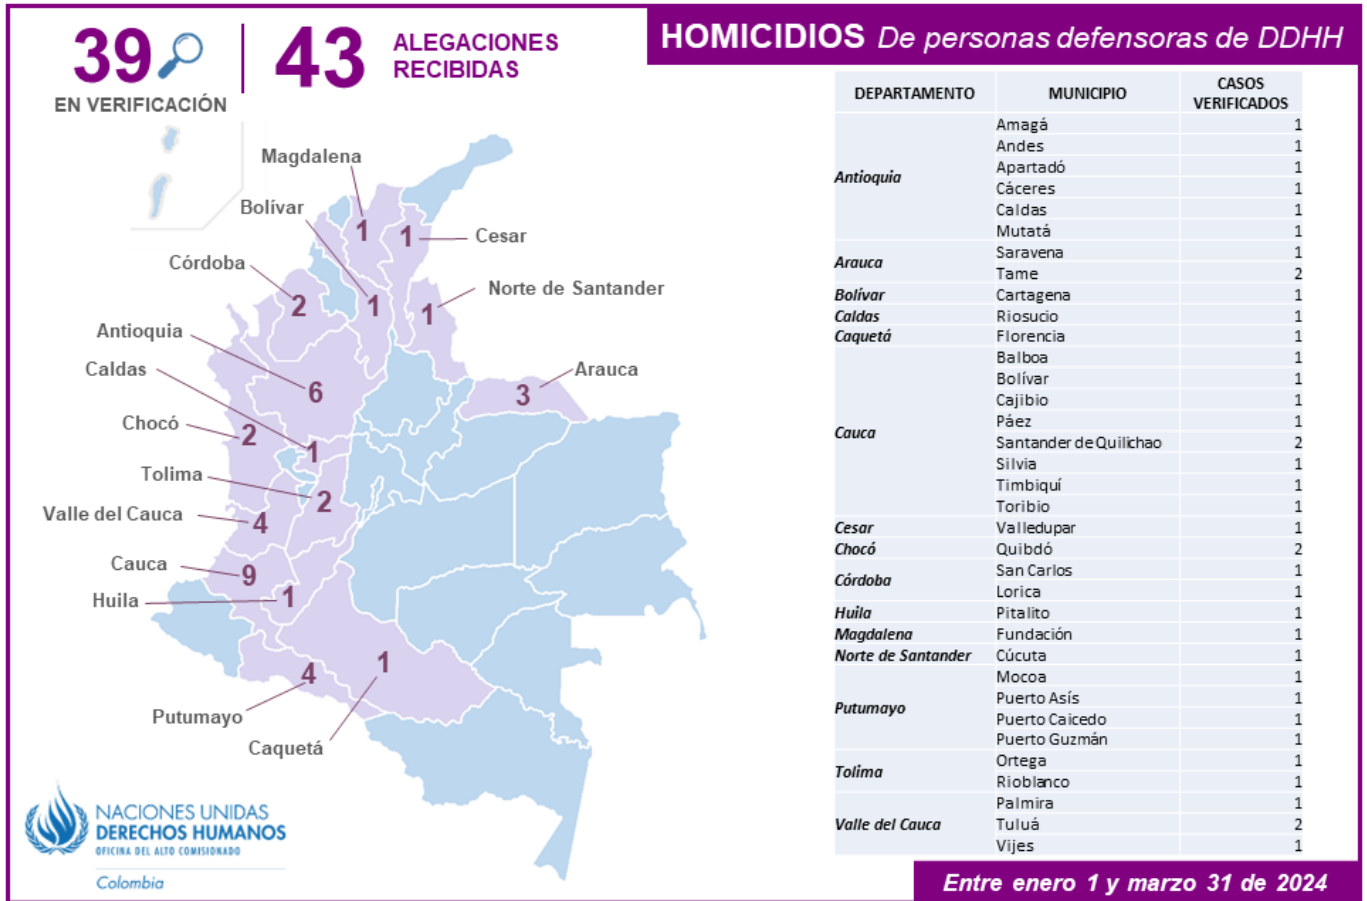 39
EN VERIFICACIÓN
43
ALEGACIONES
RECIBIDAS
HOMICIDIOS De personas defensoras de DDHH
Magdalena
1
Bolívar
1
Cesar
1
Córdoba
2
Norte de Santander
1
Antioquia
6
Arauca
3
Caldas
1
Chocó
2
Tolima
2
Valle del Cauca
4
Cauca
9
Huila
1
Putumayo
4
Caquetá
1
DEPARTAMENTO MUNICIPIO CASOS VERIFICADOS
Antioquia
Amagá 1
Andes 1
Apartadó 1
Cáceres 1
Caldas 1
Mutatá 1
Arauca
Saravena 1
Tame 2
Bolívar Cartagena 1
Caldas Riosucio 1
Caquetá Florencia 1
Cauca
Balboa 1
Bolívar 1
Cajibio 1
Páez 1
Santander de Quilichao 2
Silvia 1
Timbiquí 1
Toribio 1
Cesar Valledupar 1
Chocó Quibdó 2
Córdoba
San Carlos 1
Lorica 1
Huila Pitalito 1
Magdalena Fundación 1
Norte de Santander Cúcuta 1
Putumayo
Mocoa 1
Puerto Asís 1
Puerto Caicedo 1
Puerto Guzmán 1
Tolima
Ortega 1
Rioblanco 1
Valle del Cauca
Palmira 1
Tuluá 2
Vijes 1
NACIONES UNIDAS
DERECHOS HUMANOS
OFICINA DEL ALTO COMISIONADO
Colombia
Entre enero 1 y marzo 31 de 2024